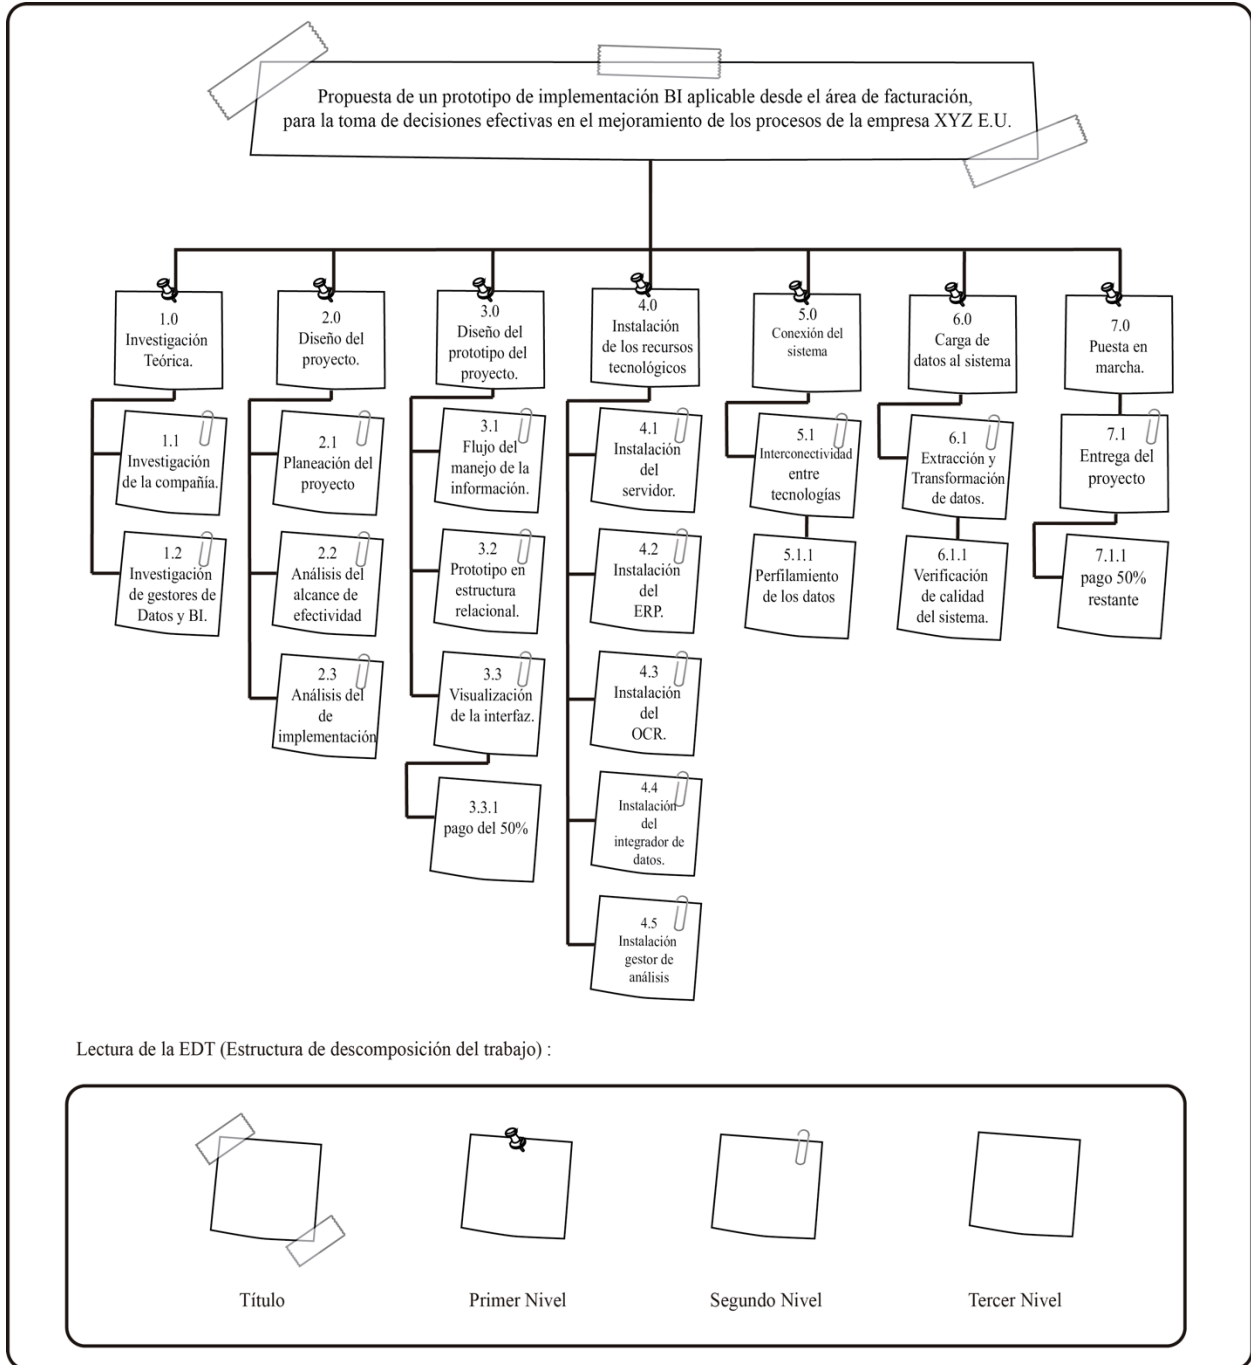 Propuesta de un prototipo de implementación BI aplicable desde el área de facturación,
para la toma de decisiones efectivas en el mejoramiento de los procesos de la empresa XYZ E.U.
1.0
Investigación
Teórica.
1.1
Investigación
de la compañía.
1.2
Investigación
de gestores de
Datos y BI.
2.0
Diseño del
proyecto.
2.1
Planeación del
proyecto
2.2
Análisis del
alcance de
efectividad
2.3
Análisis del
de
implementación
3.0
Diseño del
prototipo del
proyecto.
3.1
Flujo del
manejo de la
información.
3.2
Prototipo en
estructura
relacional.
3.3
Visualización
de la interfaz.
3.3.1
pago del 50%
4.0
Instalación
de los recursos
tecnológicos
4.1
Instalación
del
servidor.
4.2
Instalación
del
ERP.
4.3
Instalación
del
OCR.
4.4
Instalación
del
integrador de
datos.
4.5
Instalación
gestor de
análisis
5.0
Conexión del
sistema
5.1
Interconectividad
entre
tecnologías
5.1.1
Perfilamiento
de los datos
6.0
Carga de
datos al sistema
6.1
Extracción y
Transformación
de datos.
6.1.1
Verificación
de calidad
del sistema.
7.0
Puesta en
marcha.
7.1
Entrega del
proyecto
7.1.1
pago 50%
restante
Lectura de la EDT (Estructura de descomposición del trabajo) :
Título
Primer Nivel
Segundo Nivel
Tercer Nivel